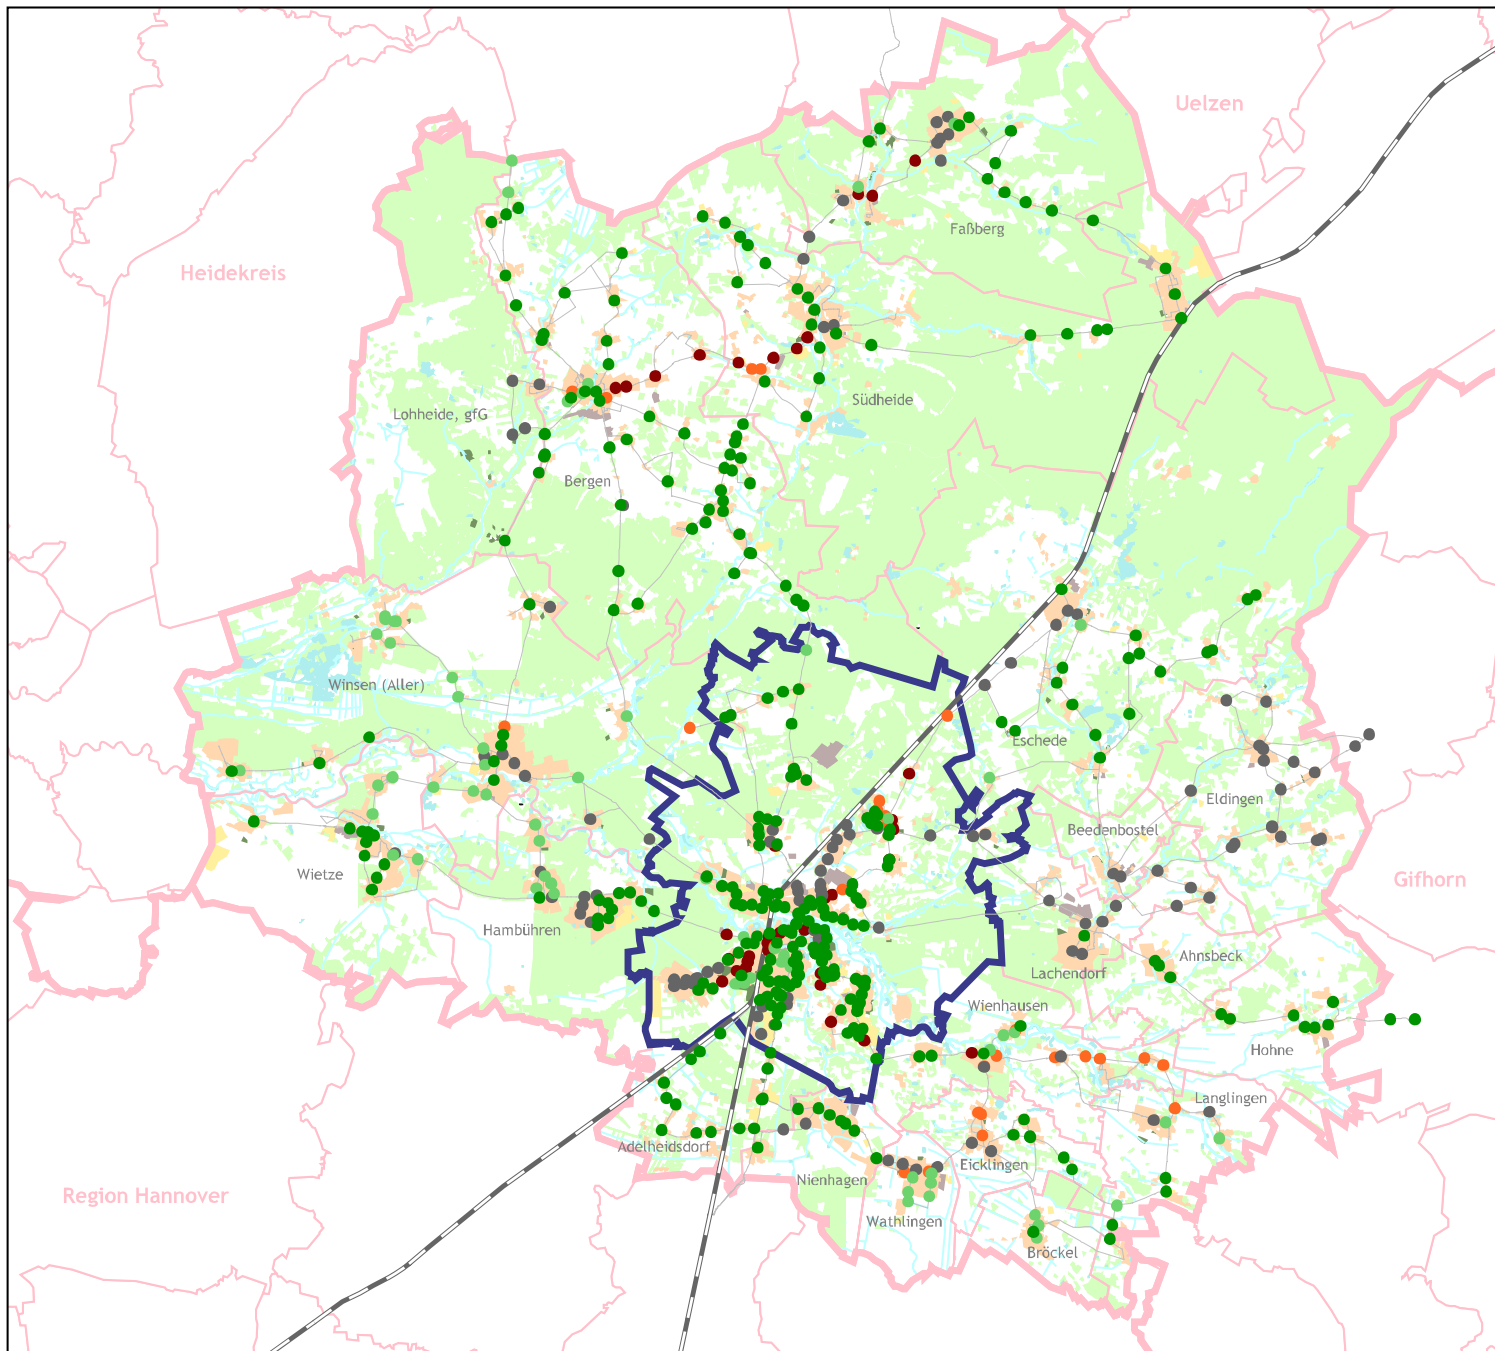 Uelzen
Faßberg
Heidekreis
Südheide
Lohheide, gfG
Bergen
Winsen (Aller)
Eschede
Eldingen
Beedenbostel
Wietze
Gifhorn
Hambühren
Ahnsbeck
Lachendorf
Wienhausen
Hohne
Langlingen
Adelheidsdorf
Eicklingen
Nienhagen
Region Hannover
Wathlingen
Bröckel